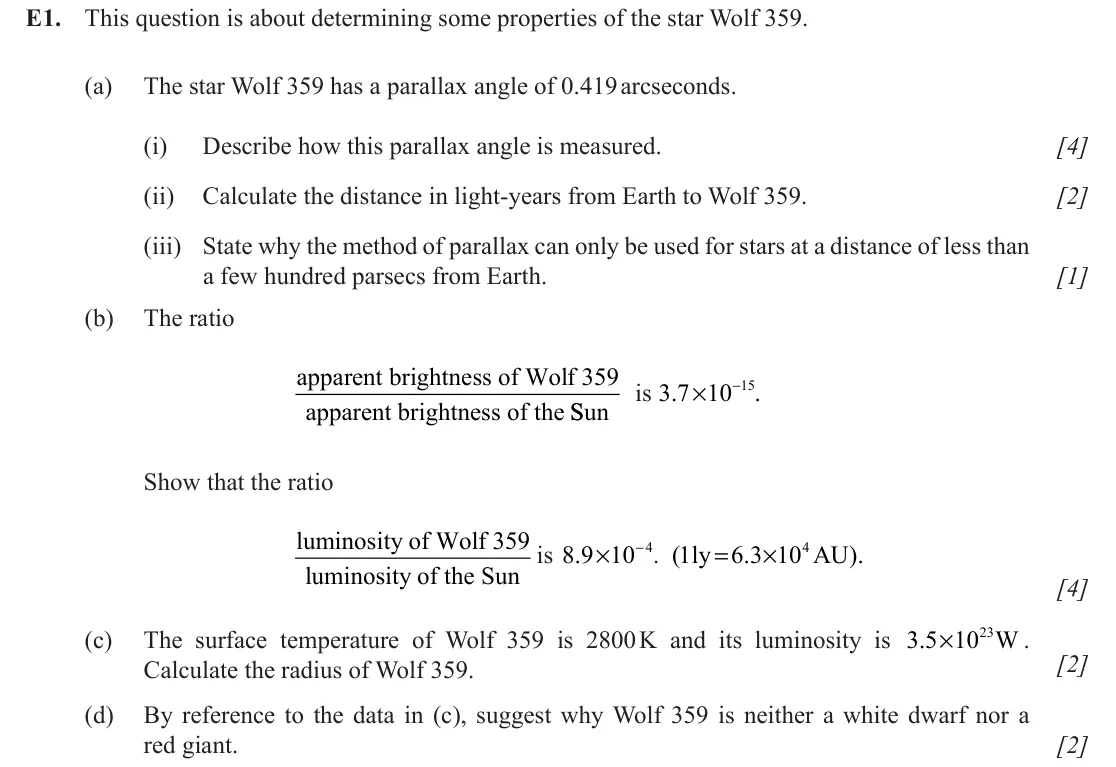 E1. This question is about determining some properties of the star Wolf 359.
(a) The star Wolf 359 has a parallax angle of 0.419 arcseconds.
(i) Describe how this parallax angle is measured. [4]
(ii) Calculate the distance in light-years from Earth to Wolf 359. [2]
(iii) State why the method of parallax can only be used for stars at a distance of less than
a few hundred parsecs from Earth. [1]
(b) The ratio
apparent brightness of Wolf 359
apparent brightness of the Sun
is 3.7×10⁻¹⁵.
Show that the ratio
luminosity of Wolf 359
luminosity of the Sun
is 8.9×10⁻⁴. (1ly=6.3×10⁴ AU).
[4]
(c) The surface temperature of Wolf 359 is 2800 K and its luminosity is 3.5×10²³ W.
Calculate the radius of Wolf 359. [2]
(d) By reference to the data in (c), suggest why Wolf 359 is neither a white dwarf nor a
red giant. [2]